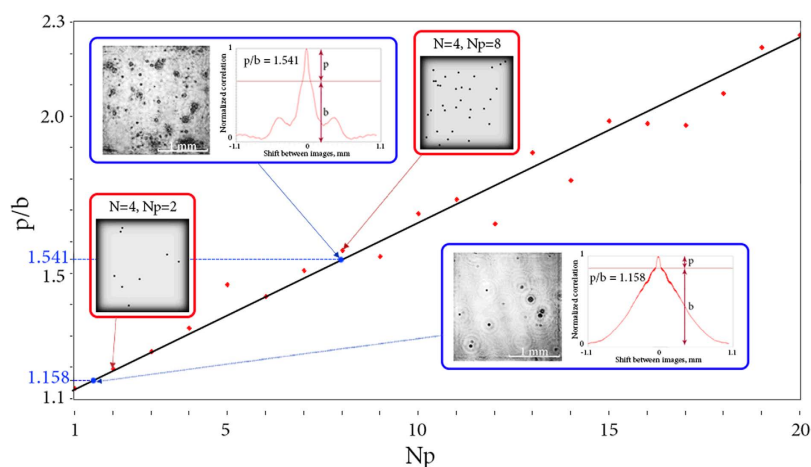 2.3
2.0
1.541
1.5
1.158
1.1
p/b
1
5
10
15
20
Np
1 mm
Normalized correlation
1
0
p/b = 1.541
p
b
-1.1
0
1.1
Shift between images, mm
N=4, Np=8
N=4, Np=2
1 mm
Normalized correlation
1
0
p/b = 1.158
p
b
-1.1
0
1.1
Shift between images, mm